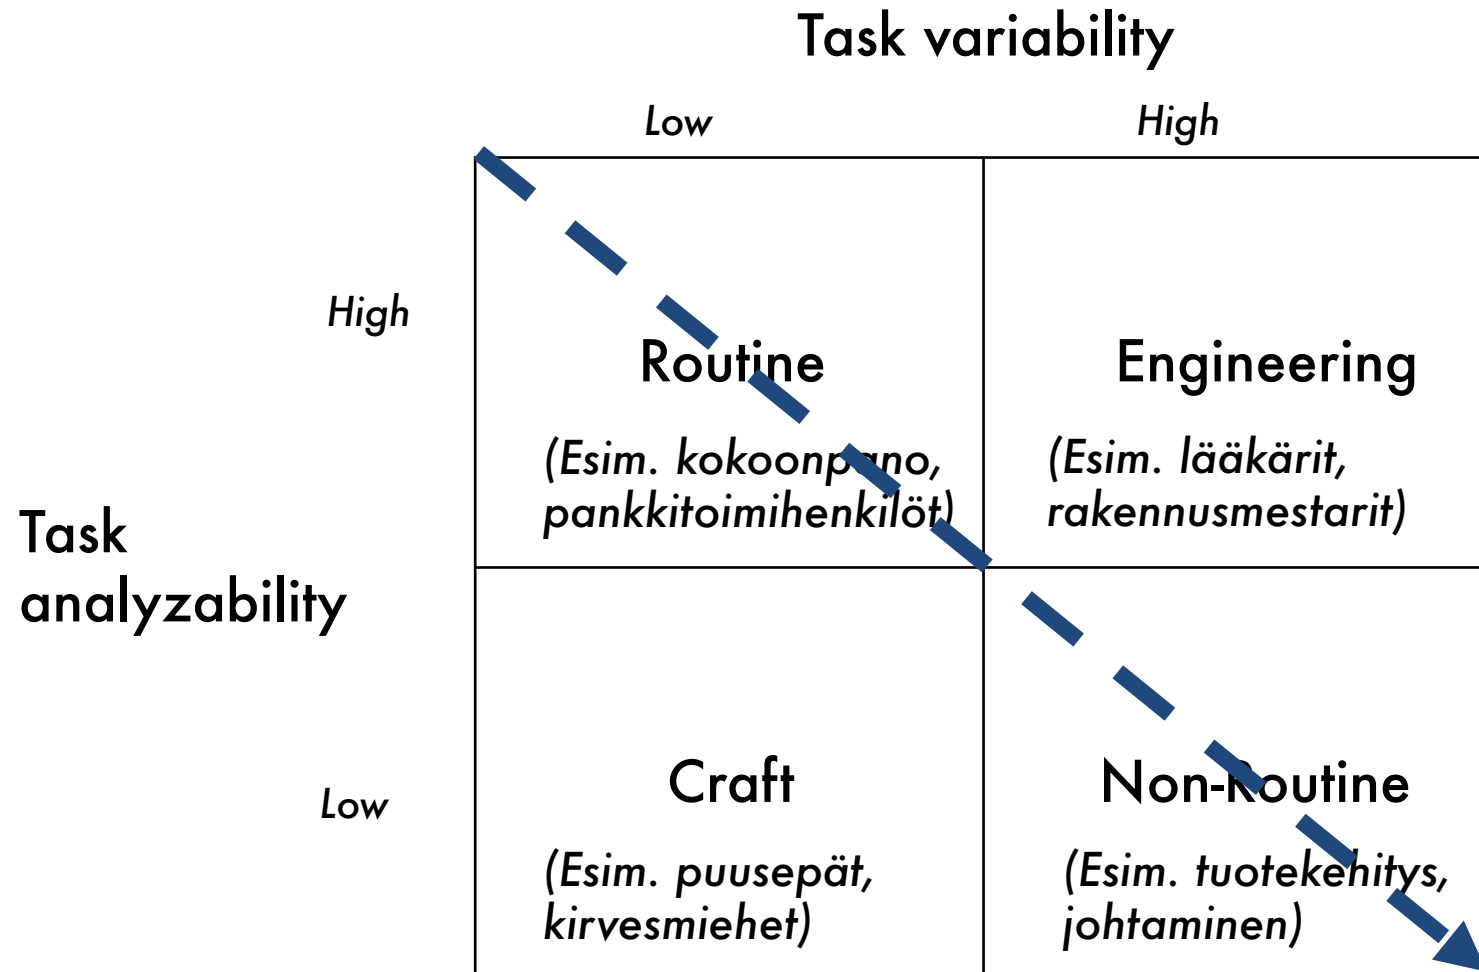 Task variability
Low
High
High
Routine
Engineering
(Esim. kokoonpano,
pankkitoimihenkilöt)
(Esim. lääkärit,
rakennusmestarit)
Task
analyzability
Low
Craft
Non-Routine
(Esim. puusepät,
kirvesmiehet)
(Esim. tuotekehitys,
johtaminen)